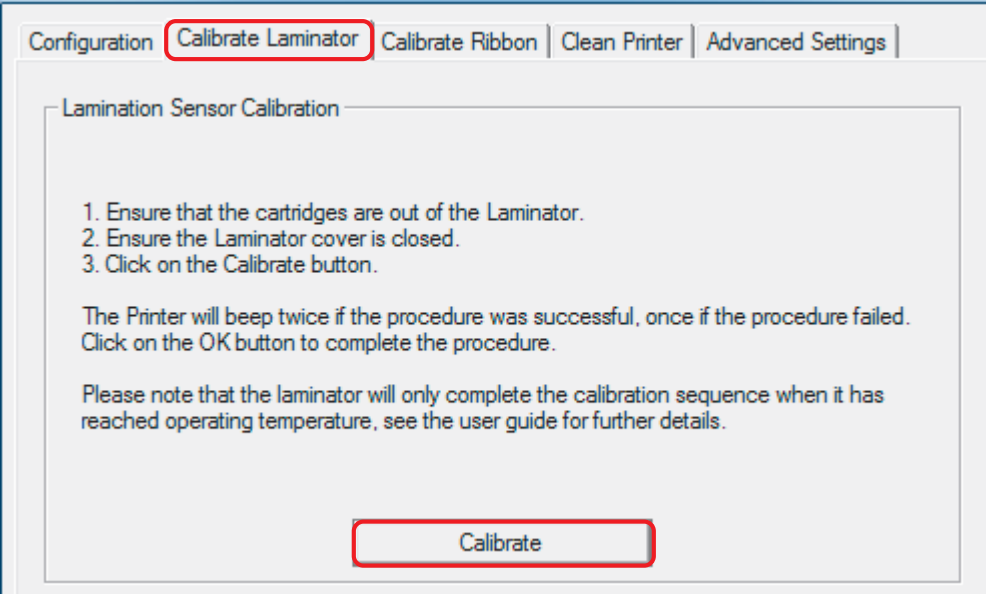 Configuration Calibrate Laminator Calibrate Ribbon Clean Printer Advanced Settings
Lamination Sensor Calibration
1. Ensure that the cartridges are out of the Laminator.
2. Ensure the Laminator cover is closed.
3. Click on the Calibrate button.
The Printer will beep twice if the procedure was successful, once if the procedure failed.
Click on the OK button to complete the procedure.
Please note that the laminator will only complete the calibration sequence when it has
reached operating temperature, see the user guide for further details.
Calibrate